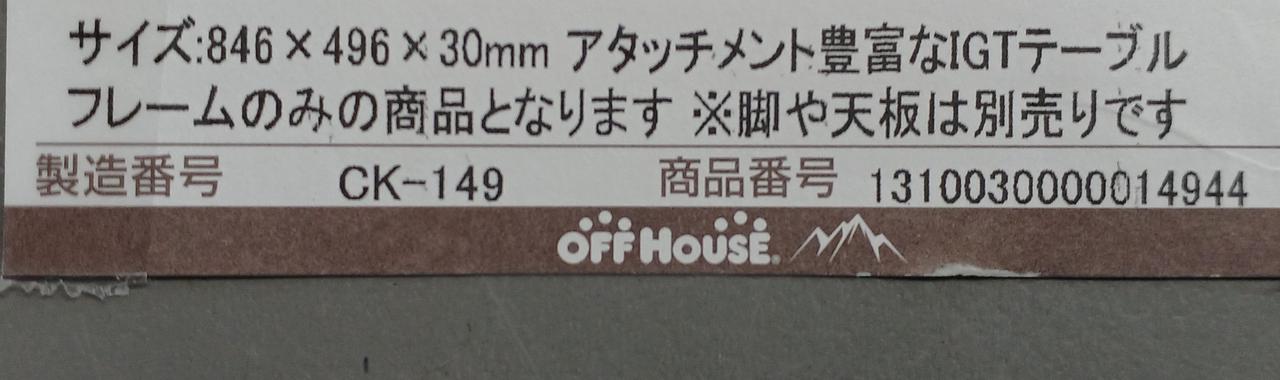 サイズ:846×496×30mm アタッチメント豊富なIGTテーブル
フレームのみの商品となります ※脚や天板は別売りです
製造番号 CK-149 商品番号 1310030000014944
OFFHOUSE®